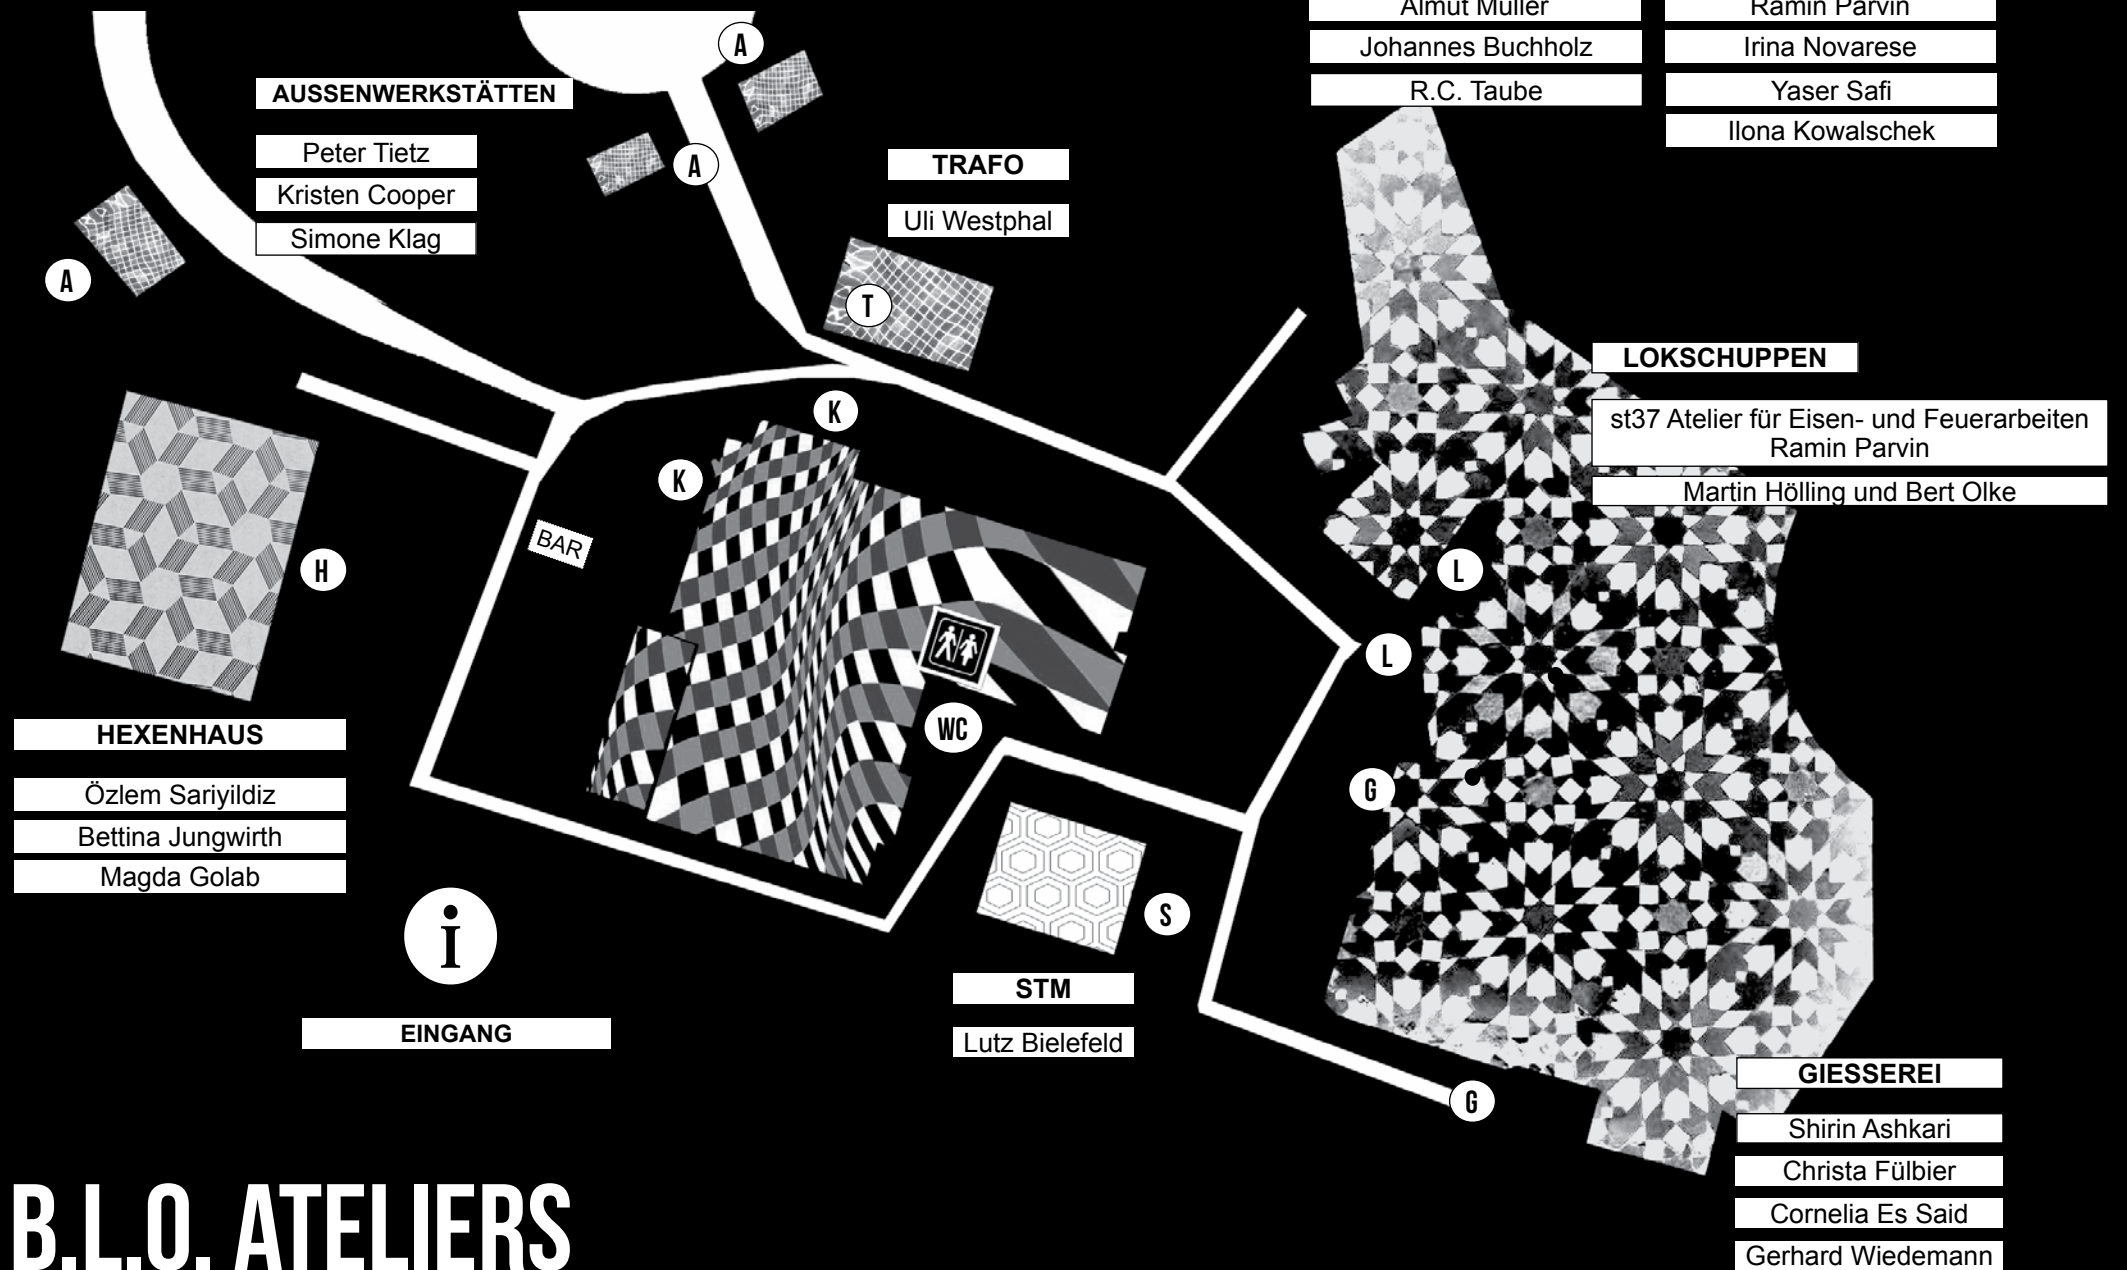 Almut Müller
Johannes Buchholz
R.C. Taube
Ramin Parvin
Irina Novarese
Yaser Safi
Ilona Kowalschek
AUSSENWERKSTÄTTEN
Peter Tietz
Kristen Cooper
Simone Klag
A
A
A
TRAFO
Uli Westphal
T
LOKSCHUPPEN
st37 Atelier für Eisen- und Feuerarbeiten
Ramin Parvin
Martin Hölling und Bert Olke
K
K
BAR
H
L
L
WC
G
HEXENHAUS
Özlem Sariyildiz
Bettina Jungwirth
Magda Golab
i
EINGANG
S
STM
Lutz Bielefeld
G
GIESSEREI
Shirin Ashkari
Christa Fülbier
Cornelia Es Said
Gerhard Wiedemann
B.L.O. ATELIERS